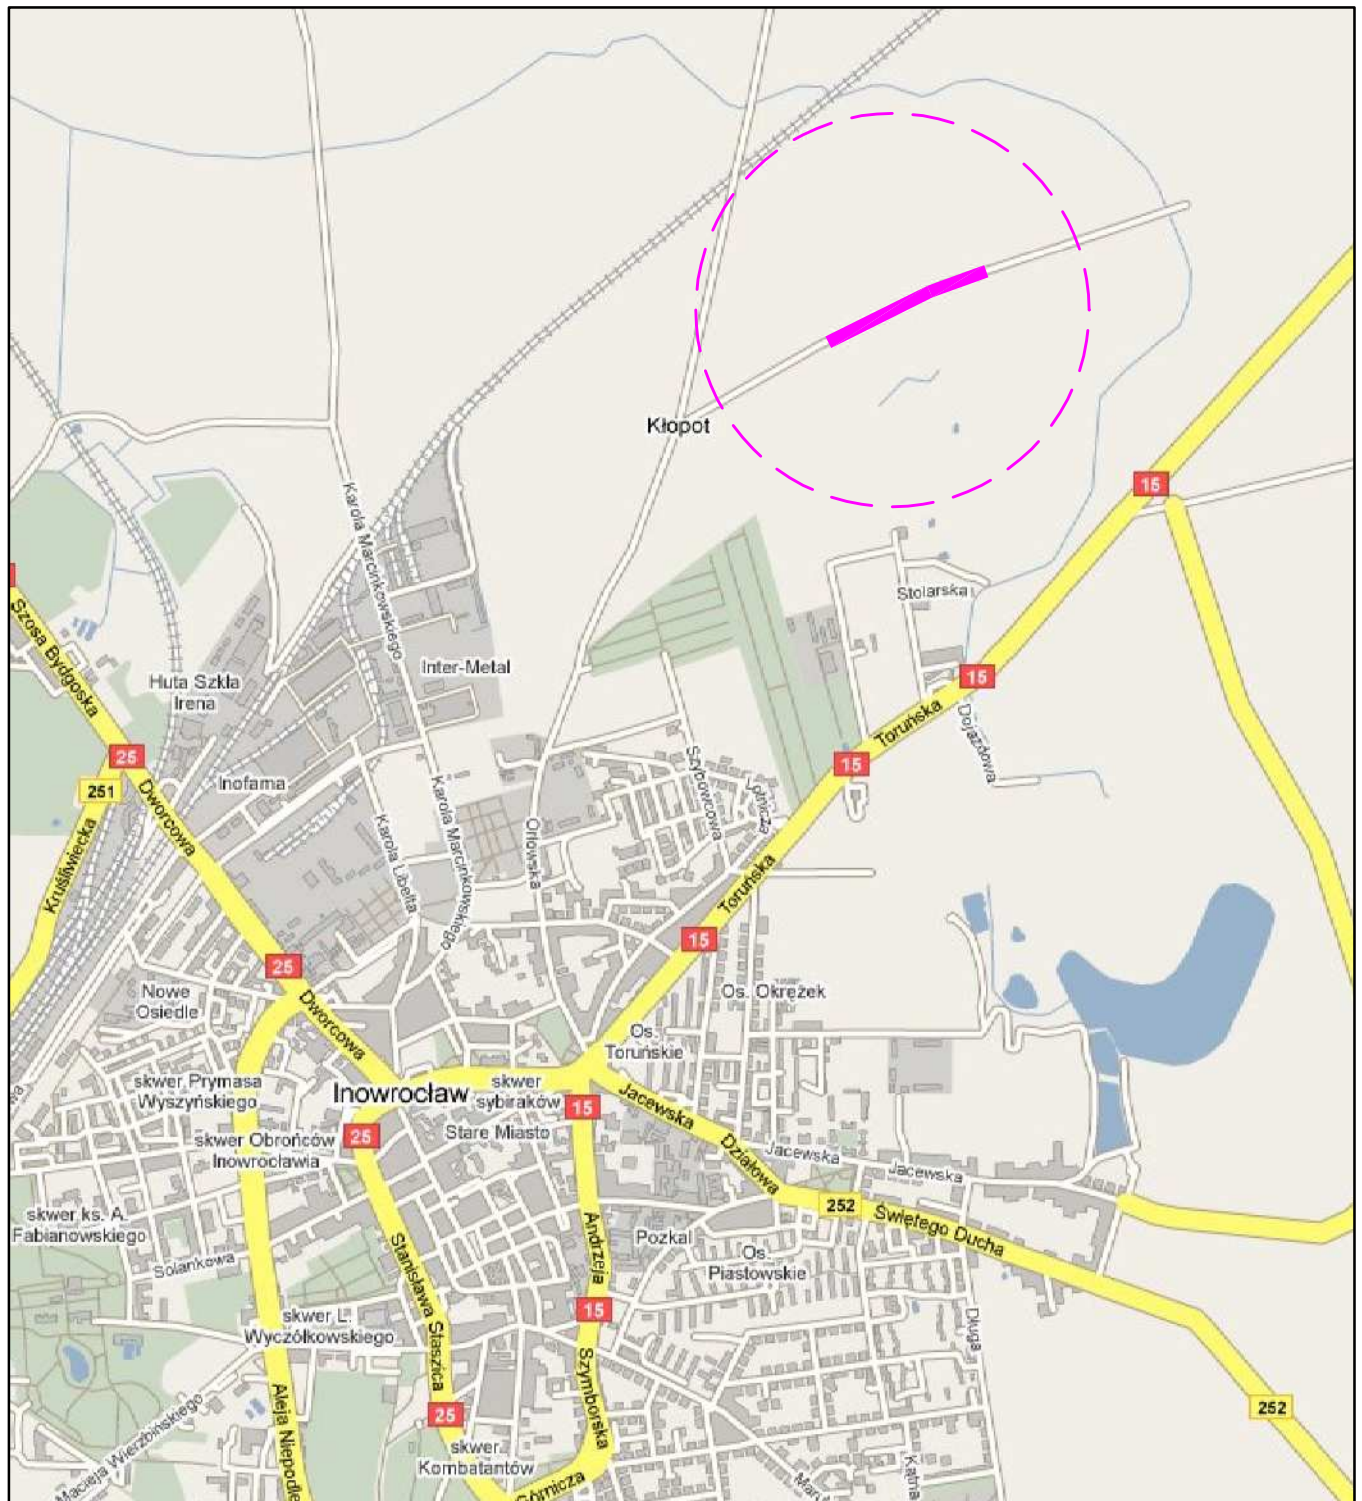 Kłopot
15
Karola Marcinkowskiego
Stolarska
Szosa Bydgoska
Inter-Metal
Huta Szkła
Irena
15
Toruńska
Dojazdowa
25
15
251
Inofama
Szybowcowa
Lotnicza
Dworcowa
Karola Marcinkowskiego
Karola Libelta
Orłowska
Kruśliwiecka
Toruńska
15
25
Nowe
Osiedle
Os. Okrężek
Dworcowa
Os.
Toruńskie
skwer Prymasa
Wyszyńskiego
Inowrocław
skwer
sybiraków
15
Jacewska
25
Stare Miasto
skwer Obrońców
Inowrocławia
Działowa
Jacewska
Jacewska
252
Świętego Ducha
skwer ks. A.
Fabianowskiego
Solankowa
Stanisława Staszica
Andrzeja
Pozkal
Os.
Piastowskie
15
skwer L.
Wyczółkowskiego
Długa
Szymborska
Aleja Niepodle
25
252
Macieja Wierzbińskiego
skwer
Kombatantów
Górnicza
Kątna